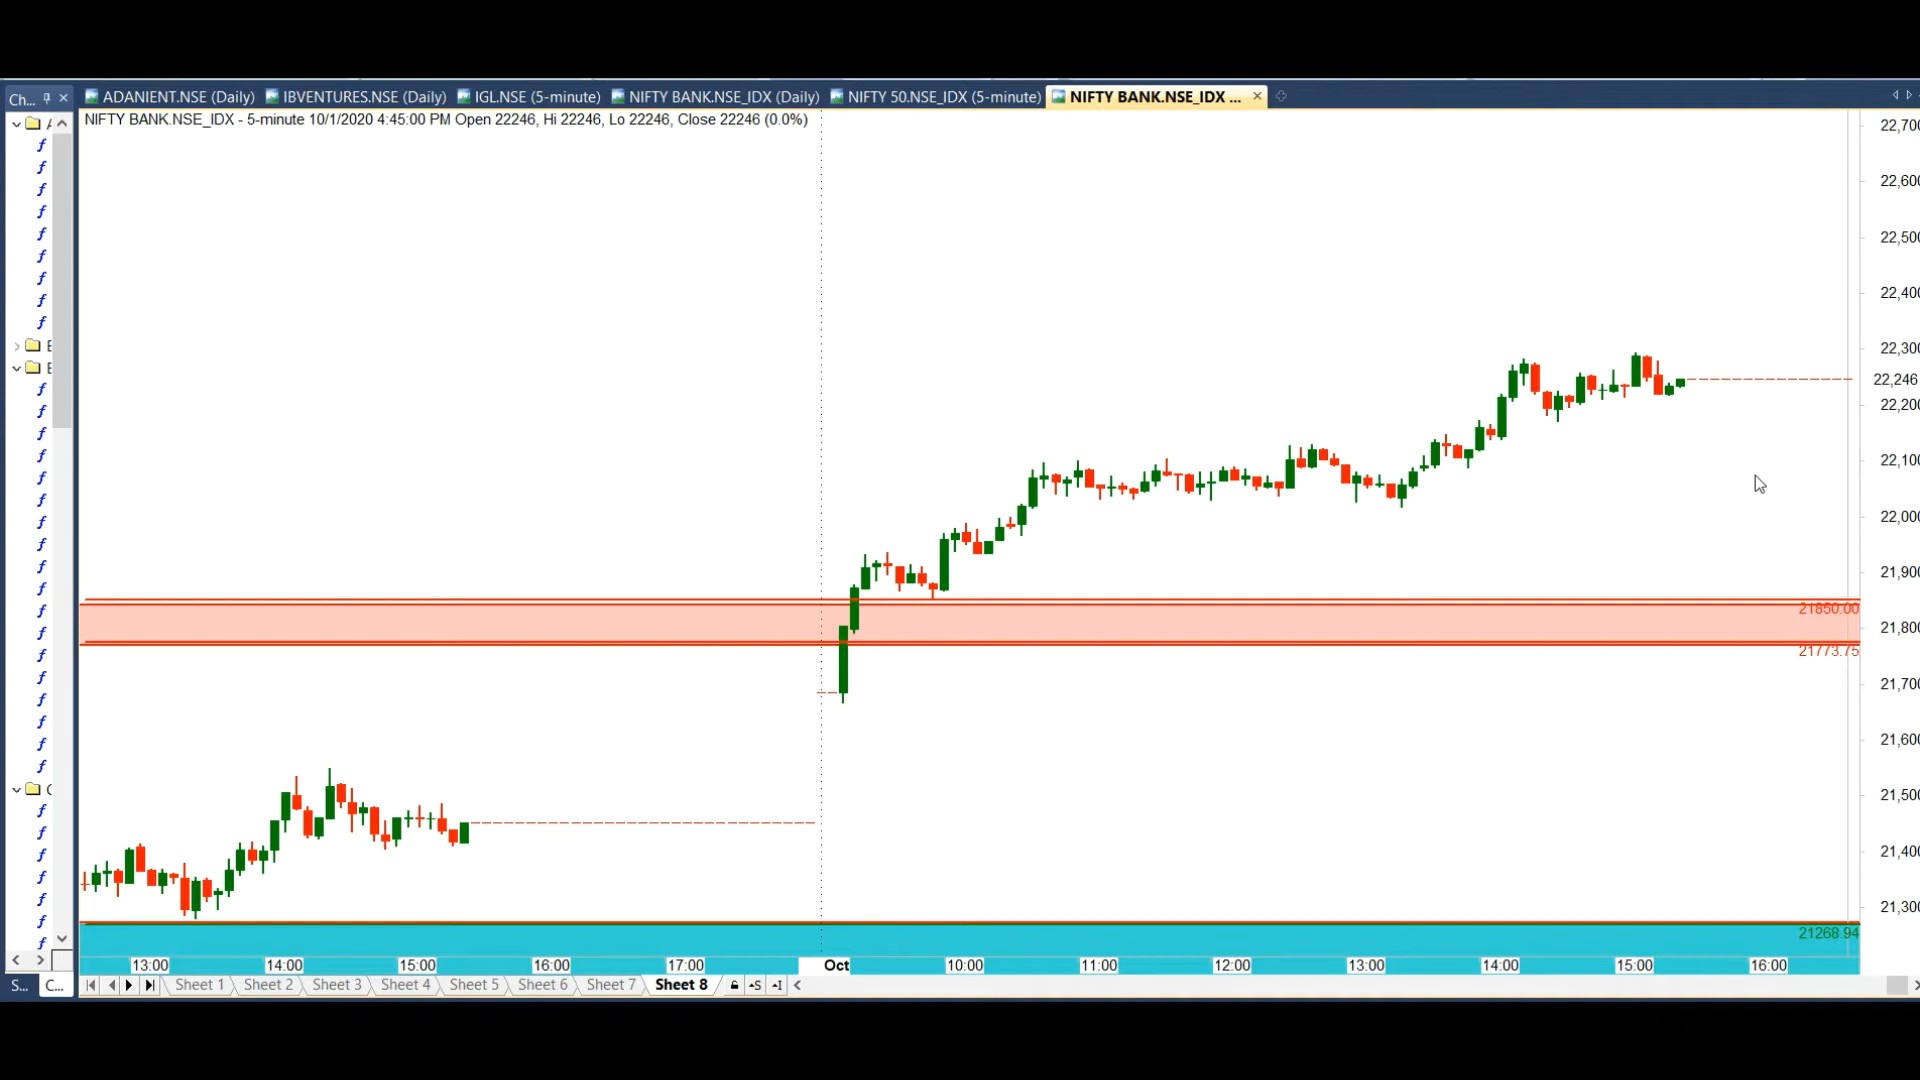 Ch...
ADANIENT.NSE (Daily)
IBVENTURES.NSE (Daily)
IGL.NSE (5-minute)
NIFTY BANK.NSE_IDX (Daily)
NIFTY 50.NSE_IDX (5-minute)
NIFTY BANK.NSE_IDX ...
NIFTY BANK.NSE_IDX - 5-minute 10/1/2020 4:45:00 PM Open 22246, Hi 22246, Lo 22246, Close 22246 (0.0%)
22,700
22,600
22,500
22,400
22,300
22,246
22,200
22,100
22,000
21,900
21850.00
21,800
21773.75
21,700
21,600
21,500
21,400
21,300
21268.94
13:00 14:00 15:00 16:00 17:00 Oct 10:00 11:00 12:00 13:00 14:00 15:00 16:00
S... C... Sheet 1 Sheet 2 Sheet 3 Sheet 4 Sheet 5 Sheet 6 Sheet 7 Sheet 8